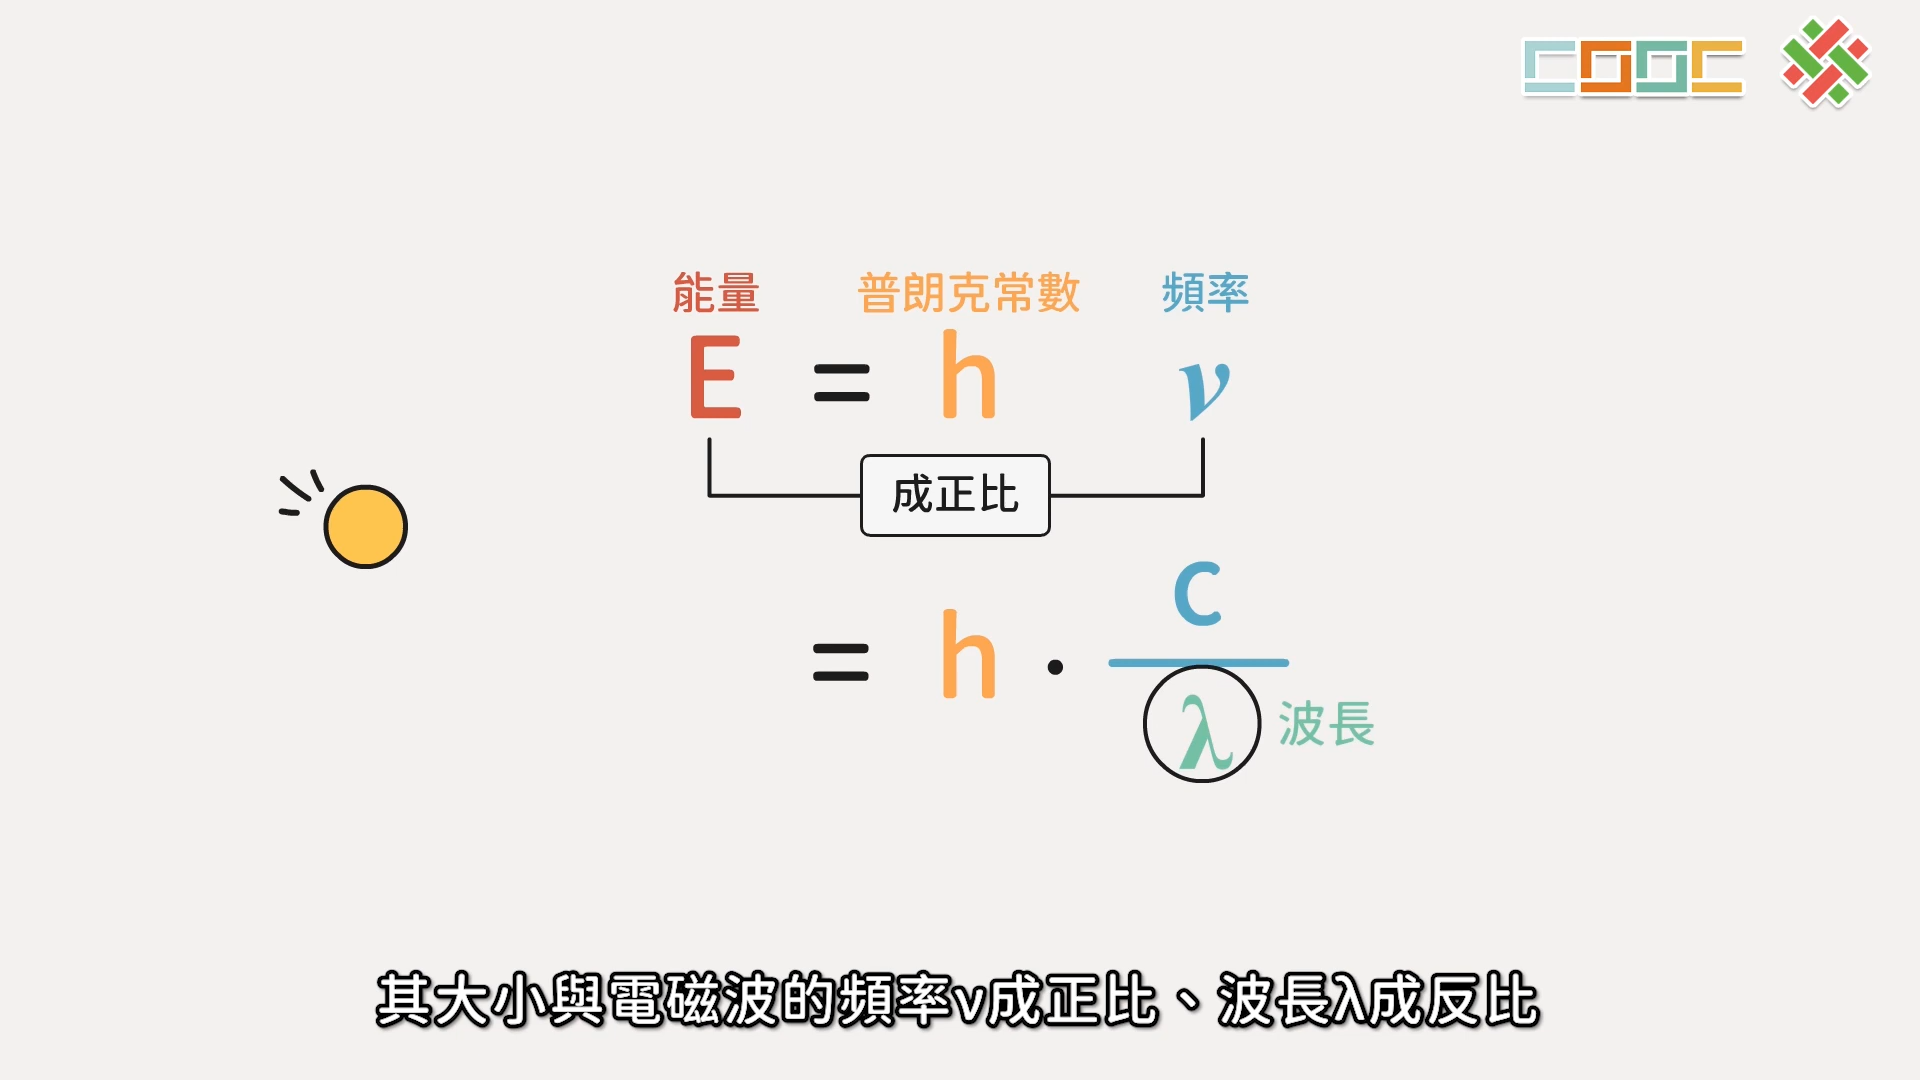 COOC
能量 普朗克常數 頻率
E = h ν
成正比
= h · c
λ 波長
其大小與電磁波的頻率ν成正比、波長λ成反比